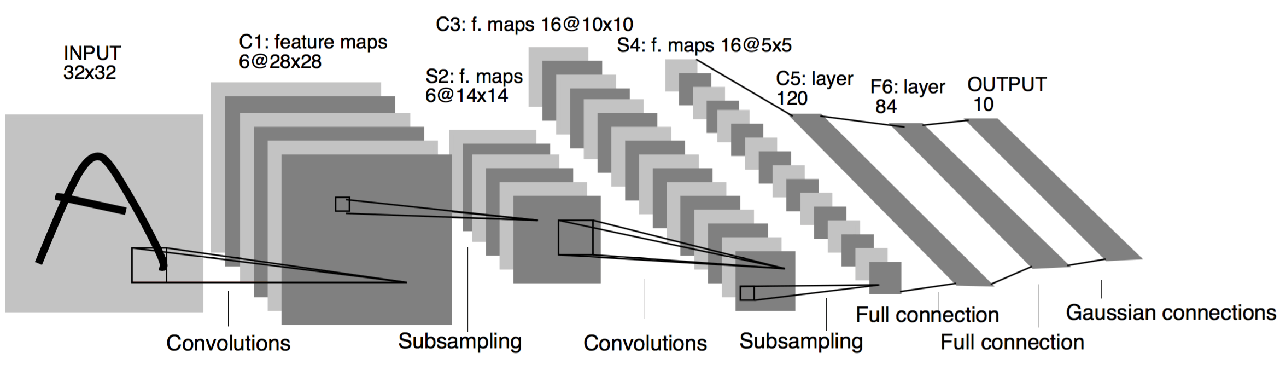 INPUT
32x32
C1: feature maps
6@28x28
S2: f. maps
6@14x14
C3: f. maps 16@10x10
S4: f. maps 16@5x5
C5: layer
120
F6: layer
84
OUTPUT
10
Convolutions
Subsampling
Convolutions
Subsampling
Full connection
Full connection
Gaussian connections